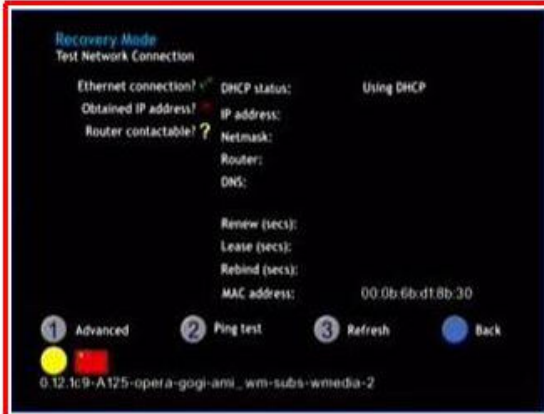 Recovery Mode
Test Network Connection
Ethernet connection? DHCP status: Using DHCP
Obtained IP address? IP address:
Router contactable? ? Netmask:
Router:
DNS:
Renew (secs):
Lease (secs):
Rebind (secs):
MAC address: 00:0b:6b:d1:8b:30
1 Advanced 2 Ping test 3 Refresh Back
0.12.1c9-A125-opera-gogi-ami_wm-subs-wmedia-2